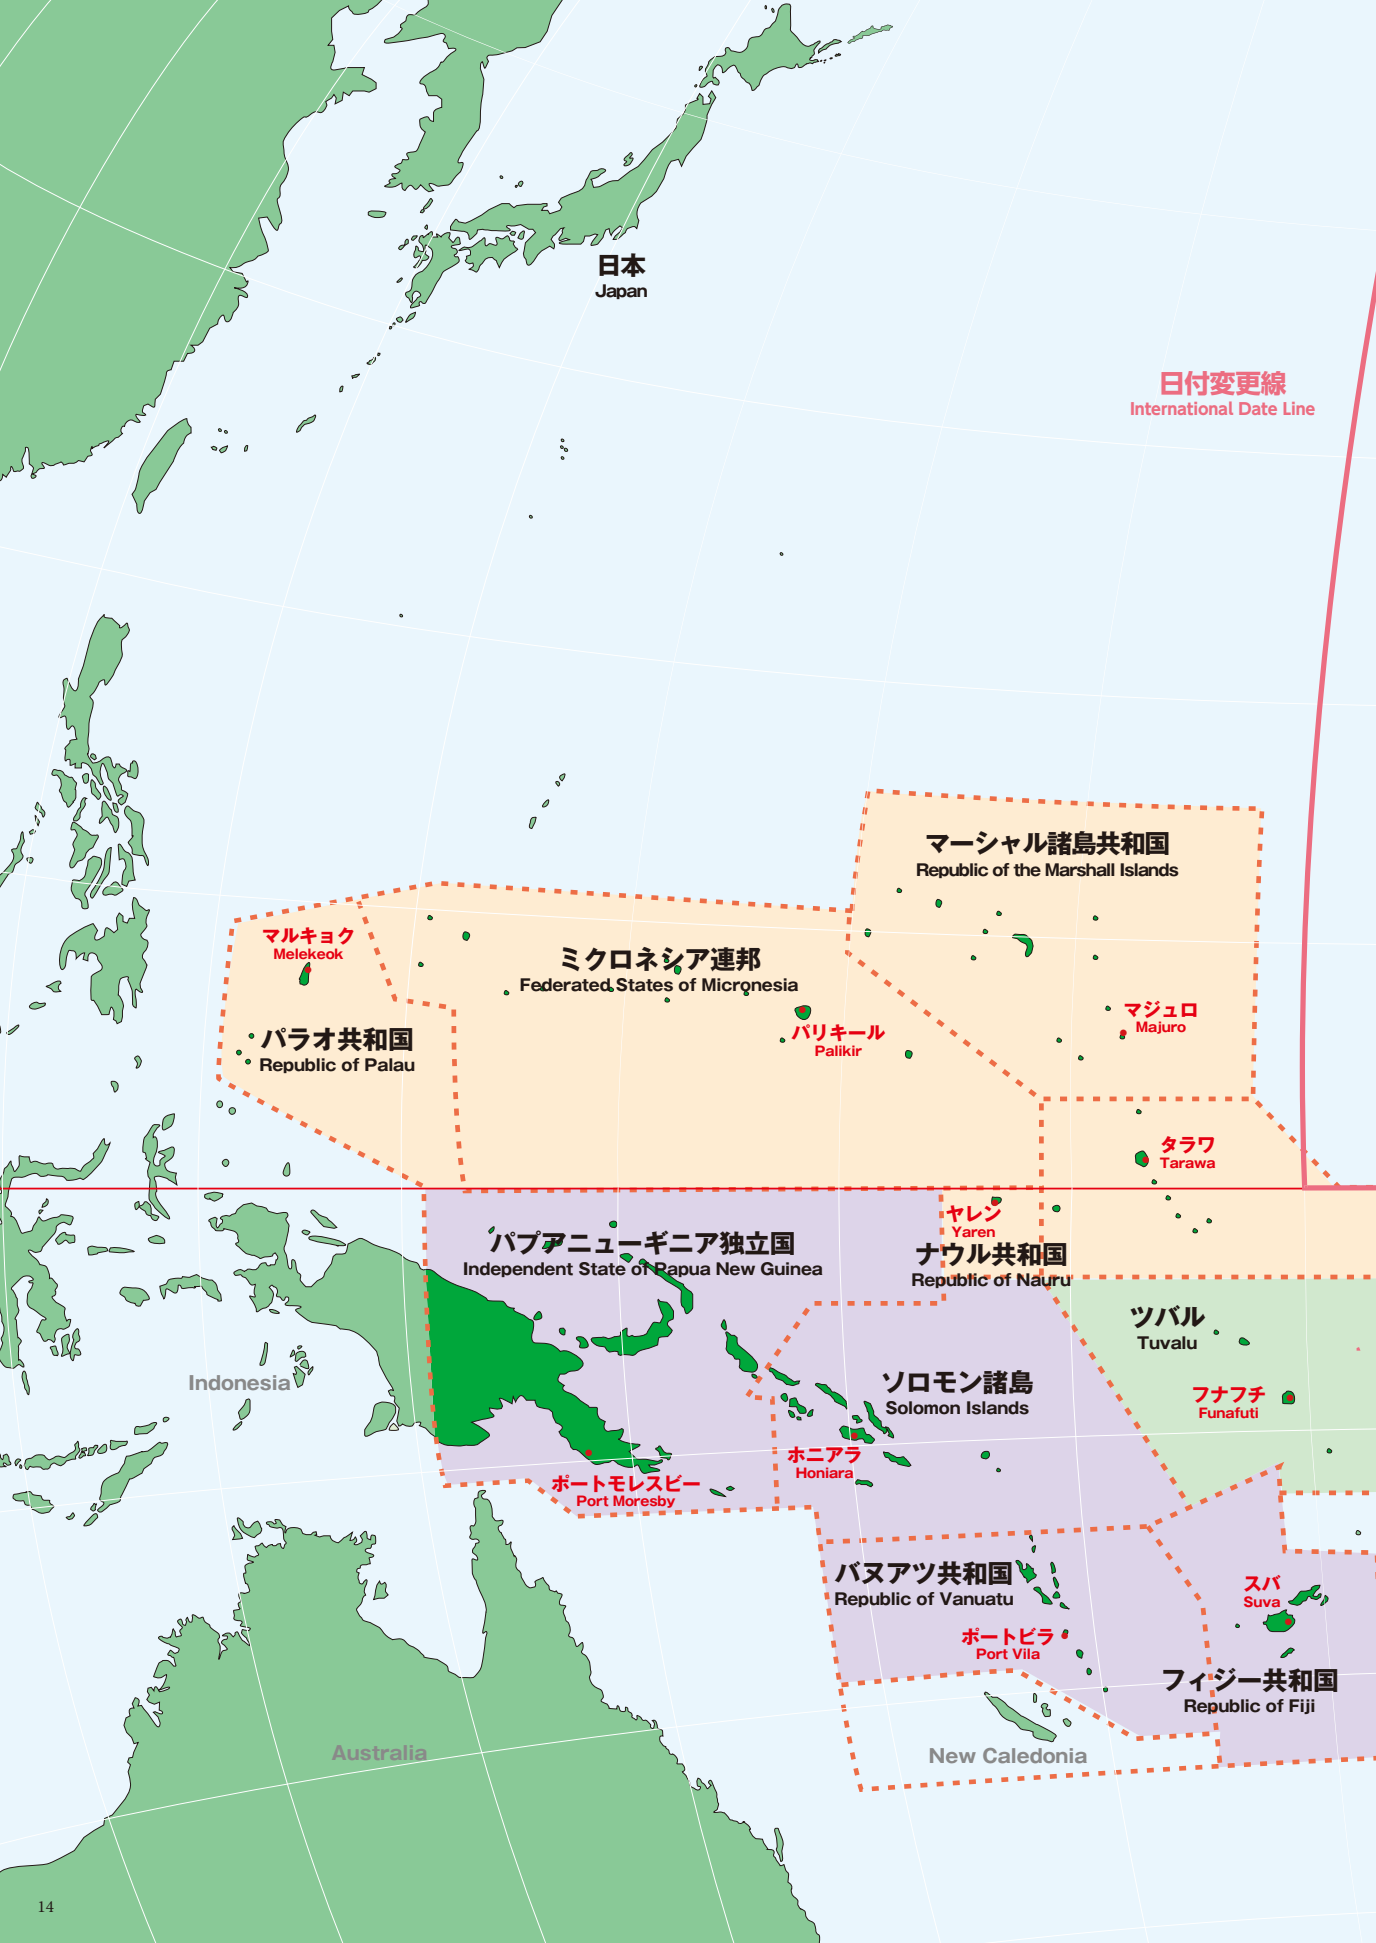 日本
Japan
日付変更線
International Date Line
マーシャル諸島共和国
Republic of the Marshall Islands
マルキョク
Melekeok
ミクロネシア連邦
Federated States of Micronesia
マジュロ
Majuro
パリキール
Palikir
パラオ共和国
Republic of Palau
タラワ
Tarawa
ヤレン
Yaren
ナウル共和国
Republic of Nauru
パプアニューギニア独立国
Independent State of Papua New Guinea
ツバル
Tuvalu
Indonesia
ソロモン諸島
Solomon Islands
フナフチ
Funafuti
ホニアラ
Honiara
ポートモレスビー
Port Moresby
バヌアツ共和国
Republic of Vanuatu
スバ
Suva
ポートビラ
Port Vila
フィジー共和国
Republic of Fiji
Australia
New Caledonia
14